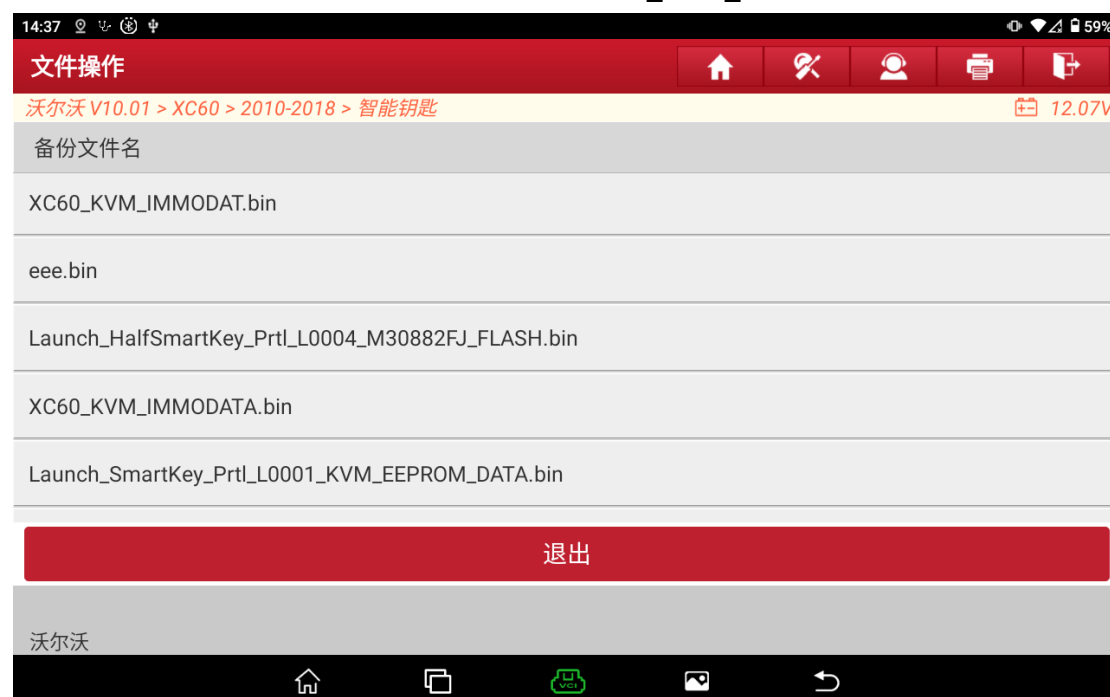 14:37 59%
文件操作
沃尔沃 V10.01 > XC60 > 2010-2018 > 智能钥匙 12.07V
备份文件名
XC60_KVM_IMMODAT.bin
eee.bin
Launch_HalfSmartKey_Prtl_L0004_M30882FJ_FLASH.bin
XC60_KVM_IMMODATA.bin
Launch_SmartKey_Prtl_L0001_KVM_EEPROM_DATA.bin
退出
沃尔沃
VCI